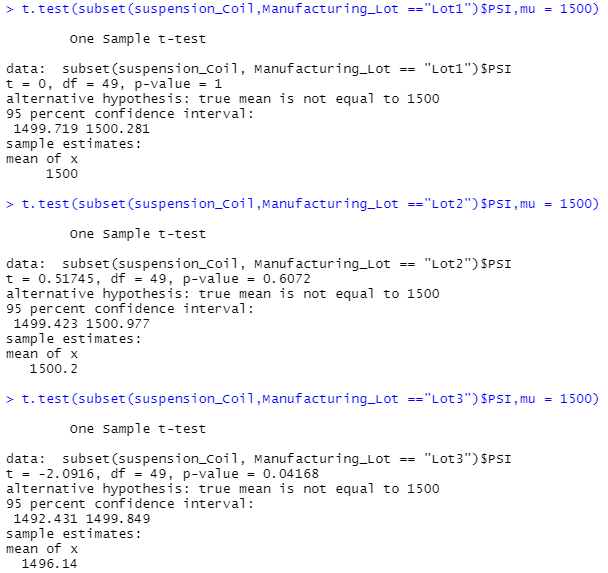 > t.test(subset(suspension_Coil,Manufacturing_Lot =="Lot1")$PSI,mu = 1500)
One Sample t-test
data:  subset(suspension_Coil, Manufacturing_Lot == "Lot1")$PSI
t = 0, df = 49, p-value = 1
alternative hypothesis: true mean is not equal to 1500
95 percent confidence interval:
1499.719 1500.281
sample estimates:
mean of x
1500
> t.test(subset(suspension_Coil,Manufacturing_Lot =="Lot2")$PSI,mu = 1500)
One Sample t-test
data:  subset(suspension_Coil, Manufacturing_Lot == "Lot2")$PSI
t = 0.51745, df = 49, p-value = 0.6072
alternative hypothesis: true mean is not equal to 1500
95 percent confidence interval:
1499.423 1500.977
sample estimates:
mean of x
1500.2
> t.test(subset(suspension_Coil,Manufacturing_Lot =="Lot3")$PSI,mu = 1500)
One Sample t-test
data:  subset(suspension_Coil, Manufacturing_Lot == "Lot3")$PSI
t = -2.0916, df = 49, p-value = 0.04168
alternative hypothesis: true mean is not equal to 1500
95 percent confidence interval:
1492.431 1499.849
sample estimates:
mean of x
1496.14